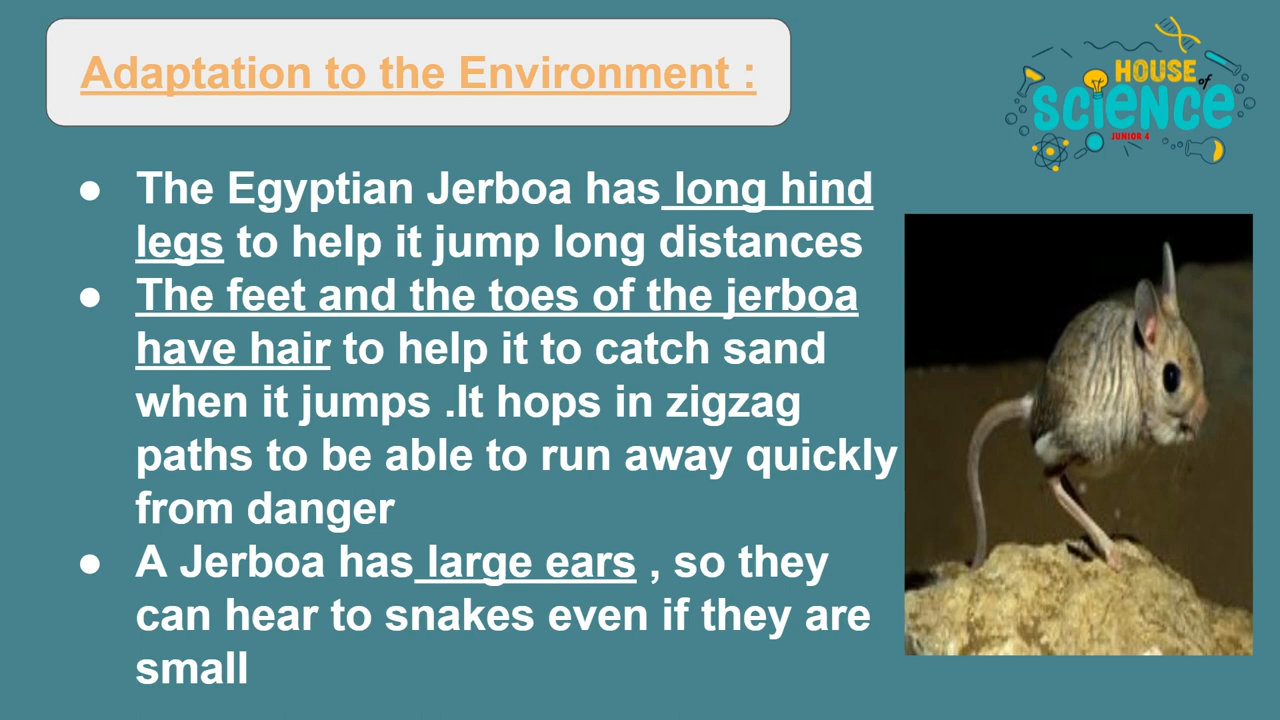 Adaptation to the Environment :
HOUSE of
SCIENCE
JUNIOR 4
● The Egyptian Jerboa has long hind
legs to help it jump long distances
● The feet and the toes of the jerboa
have hair to help it to catch sand
when it jumps .It hops in zigzag
paths to be able to run away quickly
from danger
● A Jerboa has large ears , so they
can hear to snakes even if they are
small